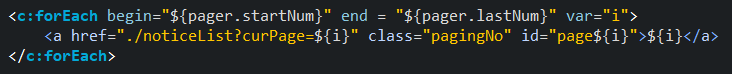 <c:forEach begin="${pager.startNum}" end = "${pager.lastNum}" var="i">
<a href="./noticeList?curPage=${i}" class="pagingNo" id="page${i}">${i}</a>
</c:forEach>